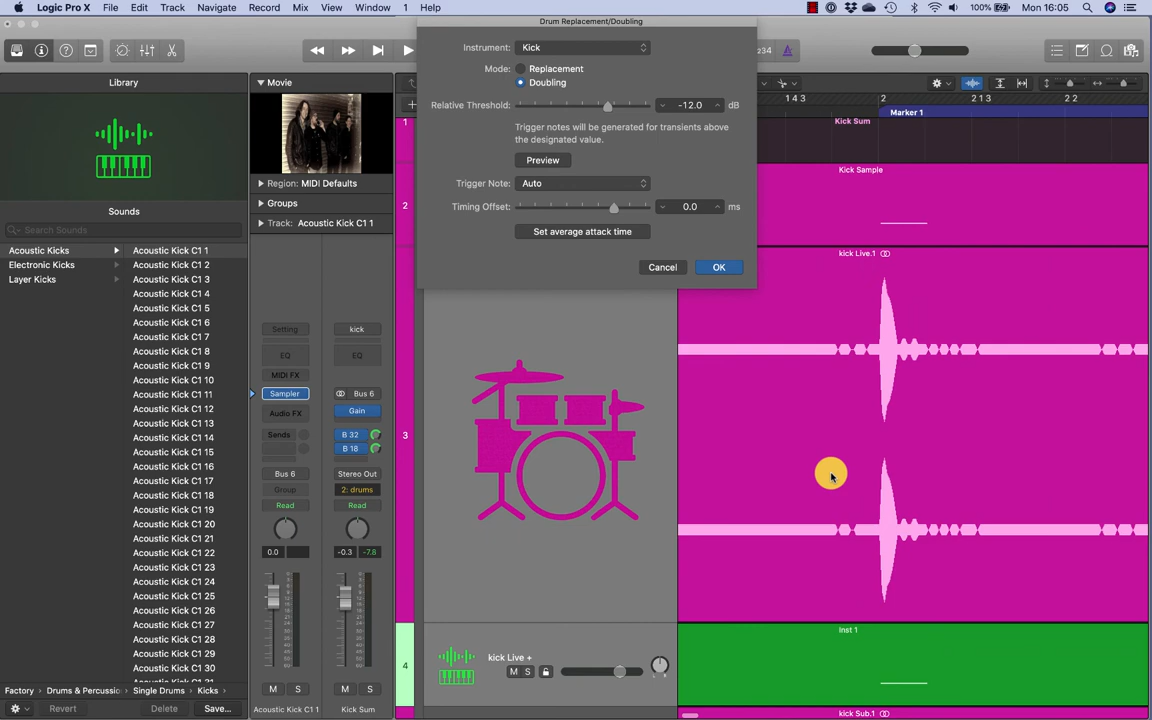 Logic Pro X File Edit Track Navigate Record Mix View Window 1 Help
100% Mon 16:05
Drum Replacement/Doubling
Instrument: Kick
Mode: Replacement
Doubling
Relative Threshold: -12.0 dB
Trigger notes will be generated for transients above
the designated value.
Preview
Trigger Note: Auto
Timing Offset: 0.0 ms
Set average attack time
Cancel OK
Library
Sounds
Search Sounds
Acoustic Kicks
Electronic Kicks
Layer Kicks
Acoustic Kick C1 1
Acoustic Kick C1 2
Acoustic Kick C1 3
Acoustic Kick C1 4
Acoustic Kick C1 5
Acoustic Kick C1 6
Acoustic Kick C1 7
Acoustic Kick C1 8
Acoustic Kick C1 9
Acoustic Kick C1 10
Acoustic Kick C1 11
Acoustic Kick C1 12
Acoustic Kick C1 13
Acoustic Kick C1 14
Acoustic Kick C1 15
Acoustic Kick C1 16
Acoustic Kick C1 17
Acoustic Kick C1 18
Acoustic Kick C1 19
Acoustic Kick C1 20
Acoustic Kick C1 21
Acoustic Kick C1 22
Acoustic Kick C1 23
Acoustic Kick C1 24
Acoustic Kick C1 25
Acoustic Kick C1 26
Acoustic Kick C1 27
Acoustic Kick C1 28
Acoustic Kick C1 29
Acoustic Kick C1 30
Factory Drums & Percussio Single Drums Kicks
Revert Delete Save...
Movie
Region: MIDI Defaults
Groups
Track: Acoustic Kick C1 1
Setting kick
EQ EQ
MIDI FX
Sampler Bus 6
Audio FX Gain
Sends B 32
B 18
Bus 6 Stereo Out
Group 2: drums
Read Read
0.0 -0.3 -7.8
M S M S
Acoustic Kick C1 1 Kick Sum
234
1 4 3 2 2 1 3 2 2
Marker 1
1 Kick Sum
2 Kick Sample
3 kick Live.1
4 kick Live +
M S
L R
Inst 1
kick Sub.1